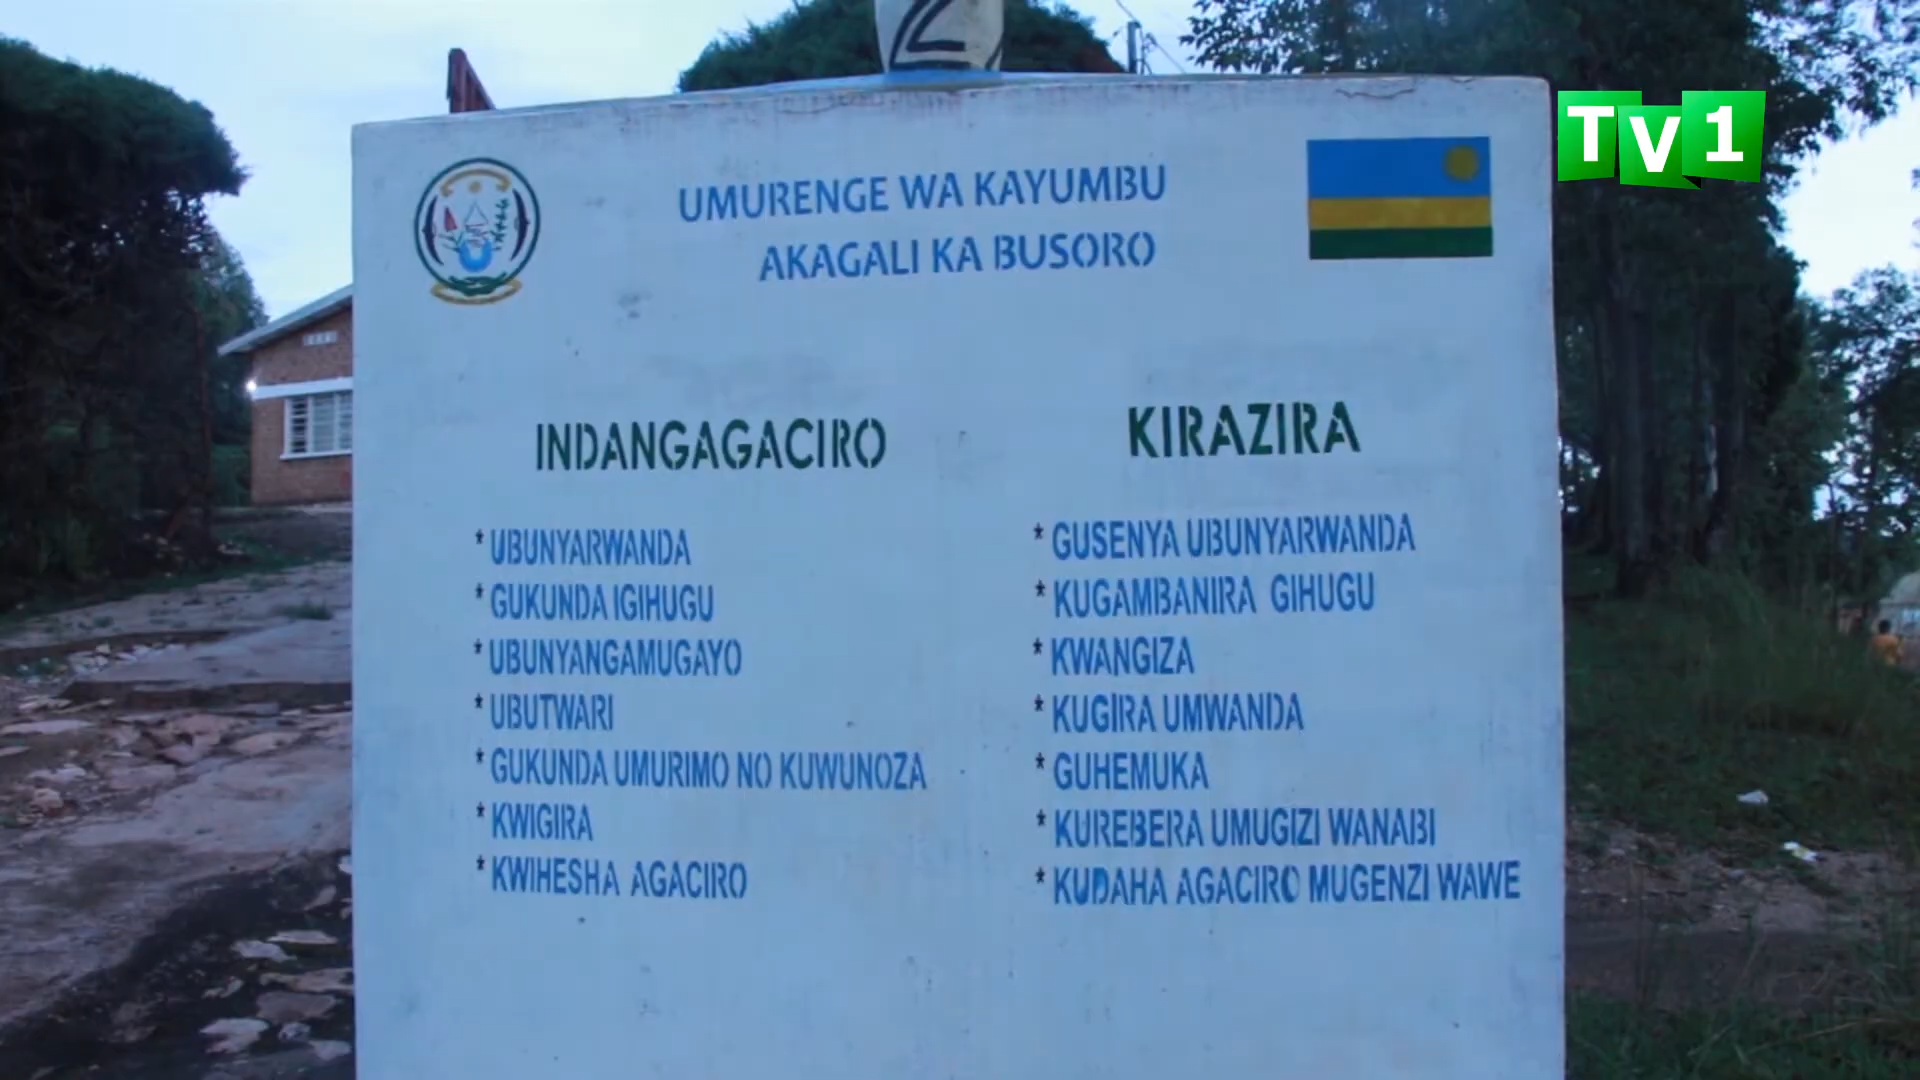 2
TV1
UMURENGE WA KAYUMBU
AKAGALI KA BUSORO
INDANGAGACIRO
* UBUNYARWANDA
* GUKUNDA IGIHUGU
* UBUNYANGAMUGAYO
* UBUTWARI
* GUKUNDA UMURIMO NO KUWUNOZA
* KWIGIRA
* KWIHESHA AGACIRO
KIRAZIRA
* GUSENYA UBUNYARWANDA
* KUGAMBANIRA GIHUGU
* KWANGIZA
* KUGIRA UMWANDA
* GUHEMUKA
* KUREBERA UMUGIZI WANABI
* KUDAHA AGACIRO MUGENZI WAWE